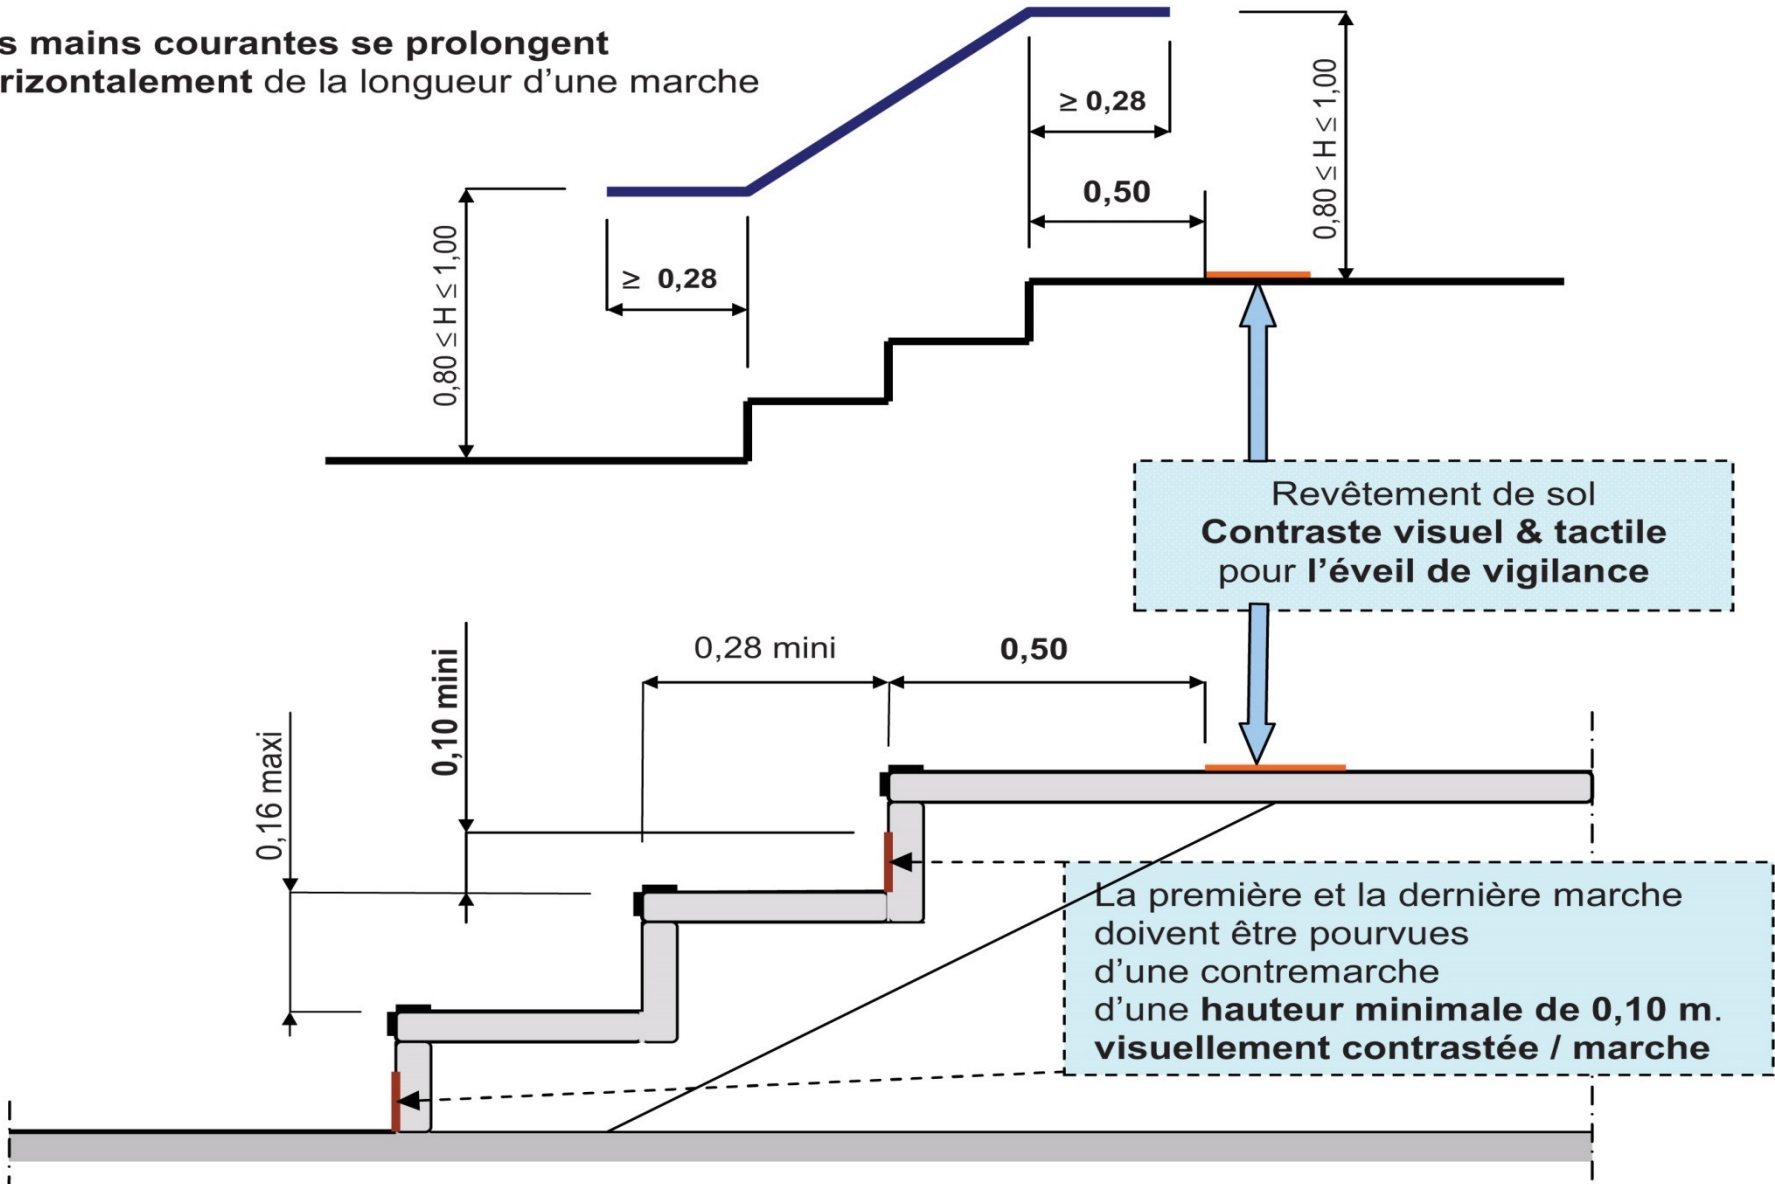 s mains courantes se prolongent
rizontalement de la longueur d’une marche
≥ 0,28
0,50
0,80 ≤ H ≤ 1,00
0,80 ≤ H ≤ 1,00
≥ 0,28
Revêtement de sol
Contraste visuel & tactile
pour l’éveil de vigilance
0,28 mini
0,50
0,10 mini
0,16 maxi
La première et la dernière marche
doivent être pourvues
d’une contremarche
d’une hauteur minimale de 0,10 m.
visuellement contrastée / marche